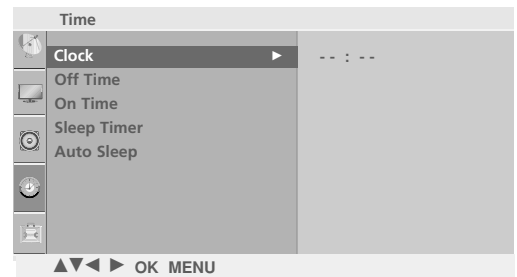 Time
Clock ► - - : - -
Off Time
On Time
Sleep Timer
Auto Sleep
▲▼◄ ► OK MENU